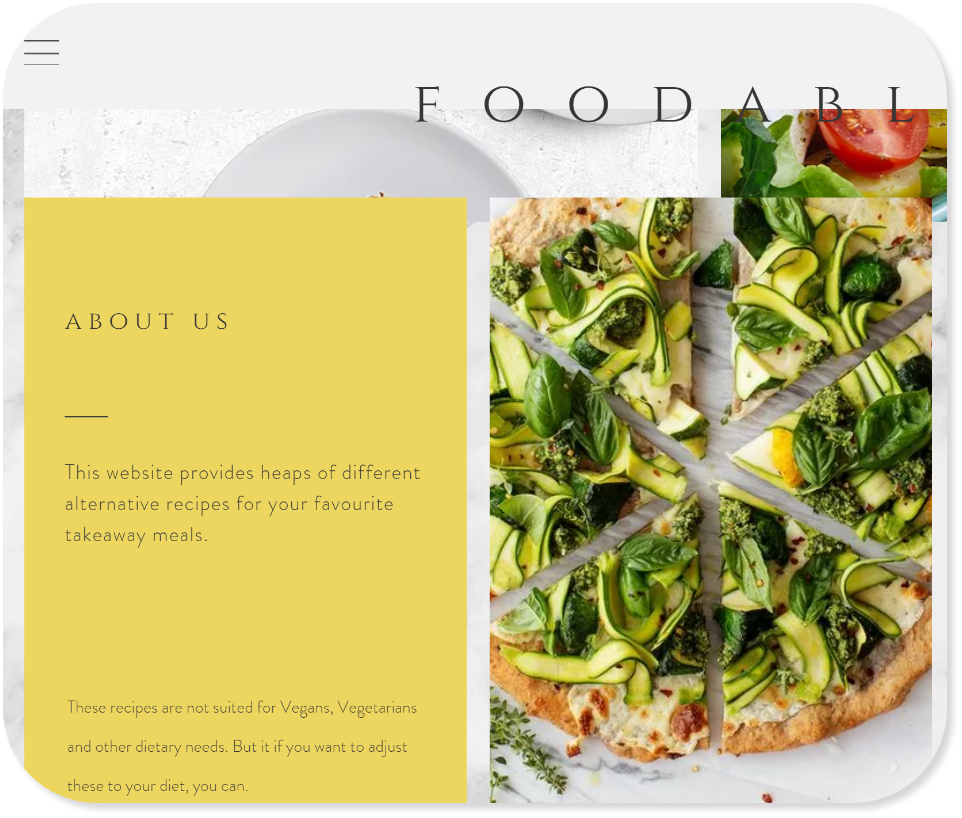 FOODABL
ABOUT US
This website provides heaps of different
alternative recipes for your favourite
takeaway meals.
These recipes are not suited for Vegans, Vegetarians
and other dietary needs. But it if you want to adjust
these to your diet, you can.